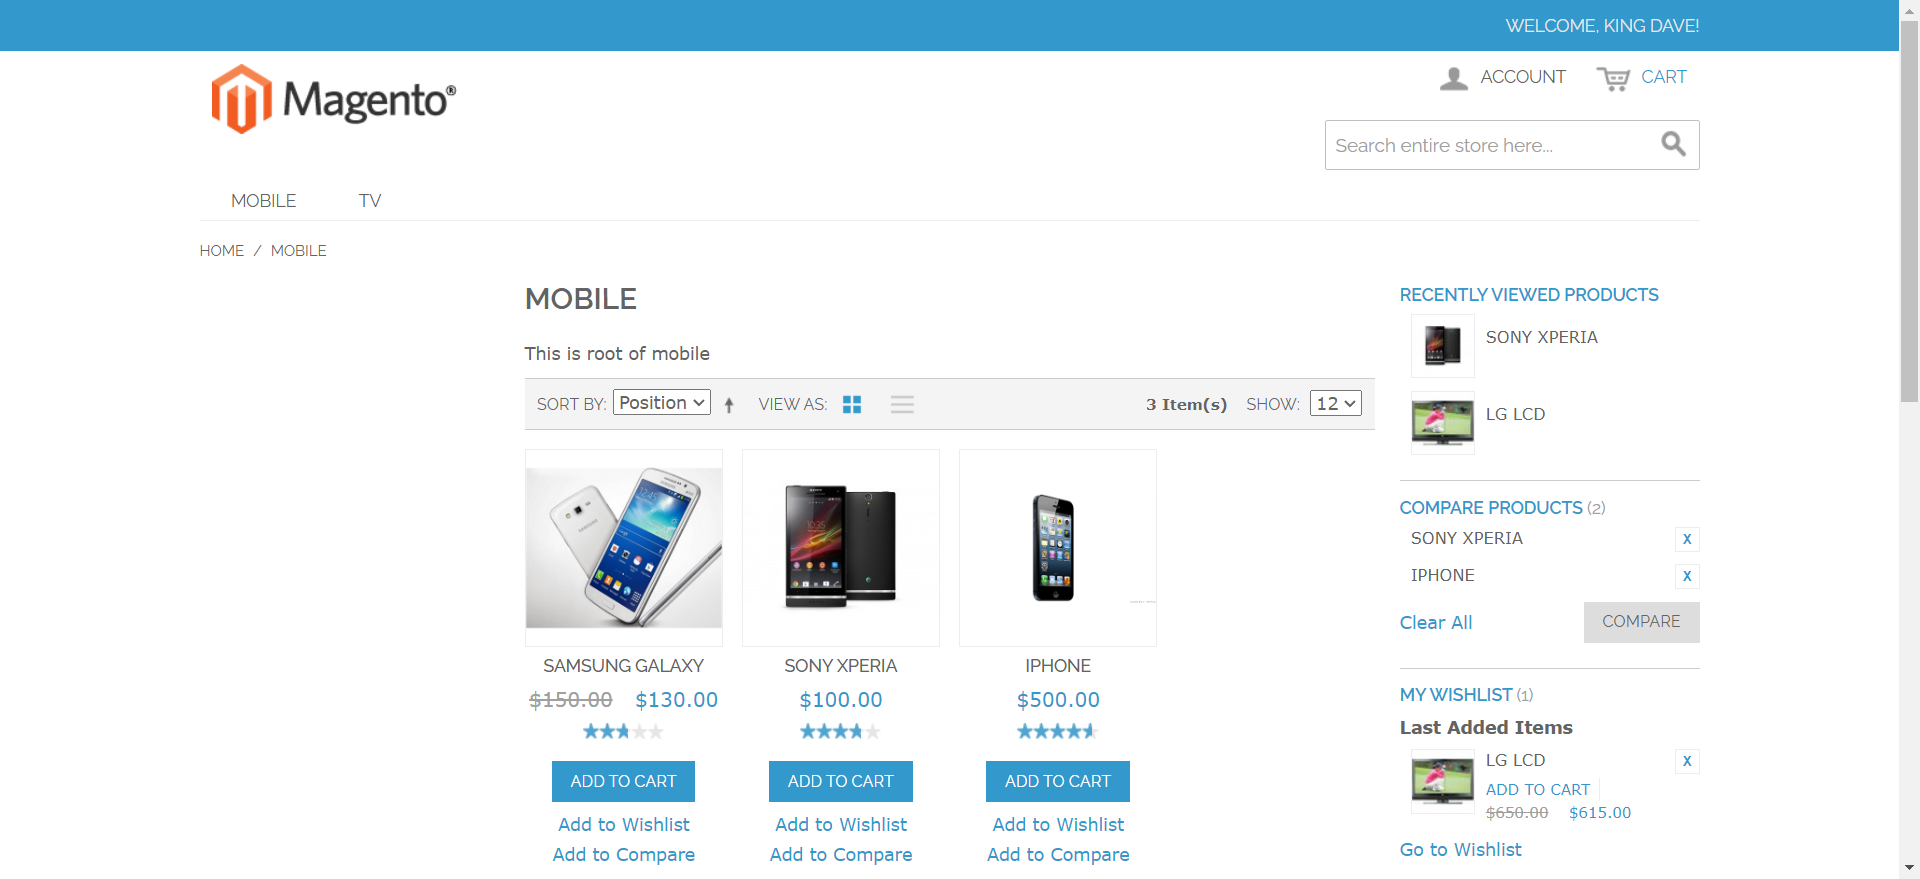 WELCOME, KING DAVE!
Magento®
ACCOUNT CART
Search entire store here...
MOBILE TV
HOME / MOBILE
MOBILE
This is root of mobile
SORT BY: Position VIEW AS: 3 Item(s) SHOW: 12
SAMSUNG GALAXY
$150.00 $130.00
ADD TO CART
Add to Wishlist
Add to Compare
SONY XPERIA
$100.00
ADD TO CART
Add to Wishlist
Add to Compare
IPHONE
$500.00
ADD TO CART
Add to Wishlist
Add to Compare
RECENTLY VIEWED PRODUCTS
SONY XPERIA
LG LCD
COMPARE PRODUCTS (2)
SONY XPERIA X
IPHONE X
Clear All COMPARE
MY WISHLIST (1)
Last Added Items
LG LCD X
ADD TO CART
$650.00 $615.00
Go to Wishlist